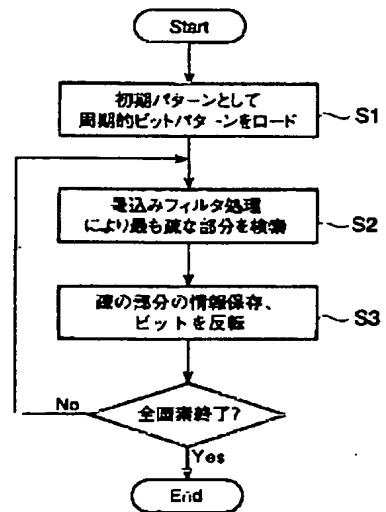 Start
初期パターンとして
周期的ビットパターンをロード
S1
畳込みフィルタ処理
により最も疎な部分を検索
S2
疎の部分の情報保存、
ビットを反転
S3
No
全画素終了?
Yes
End